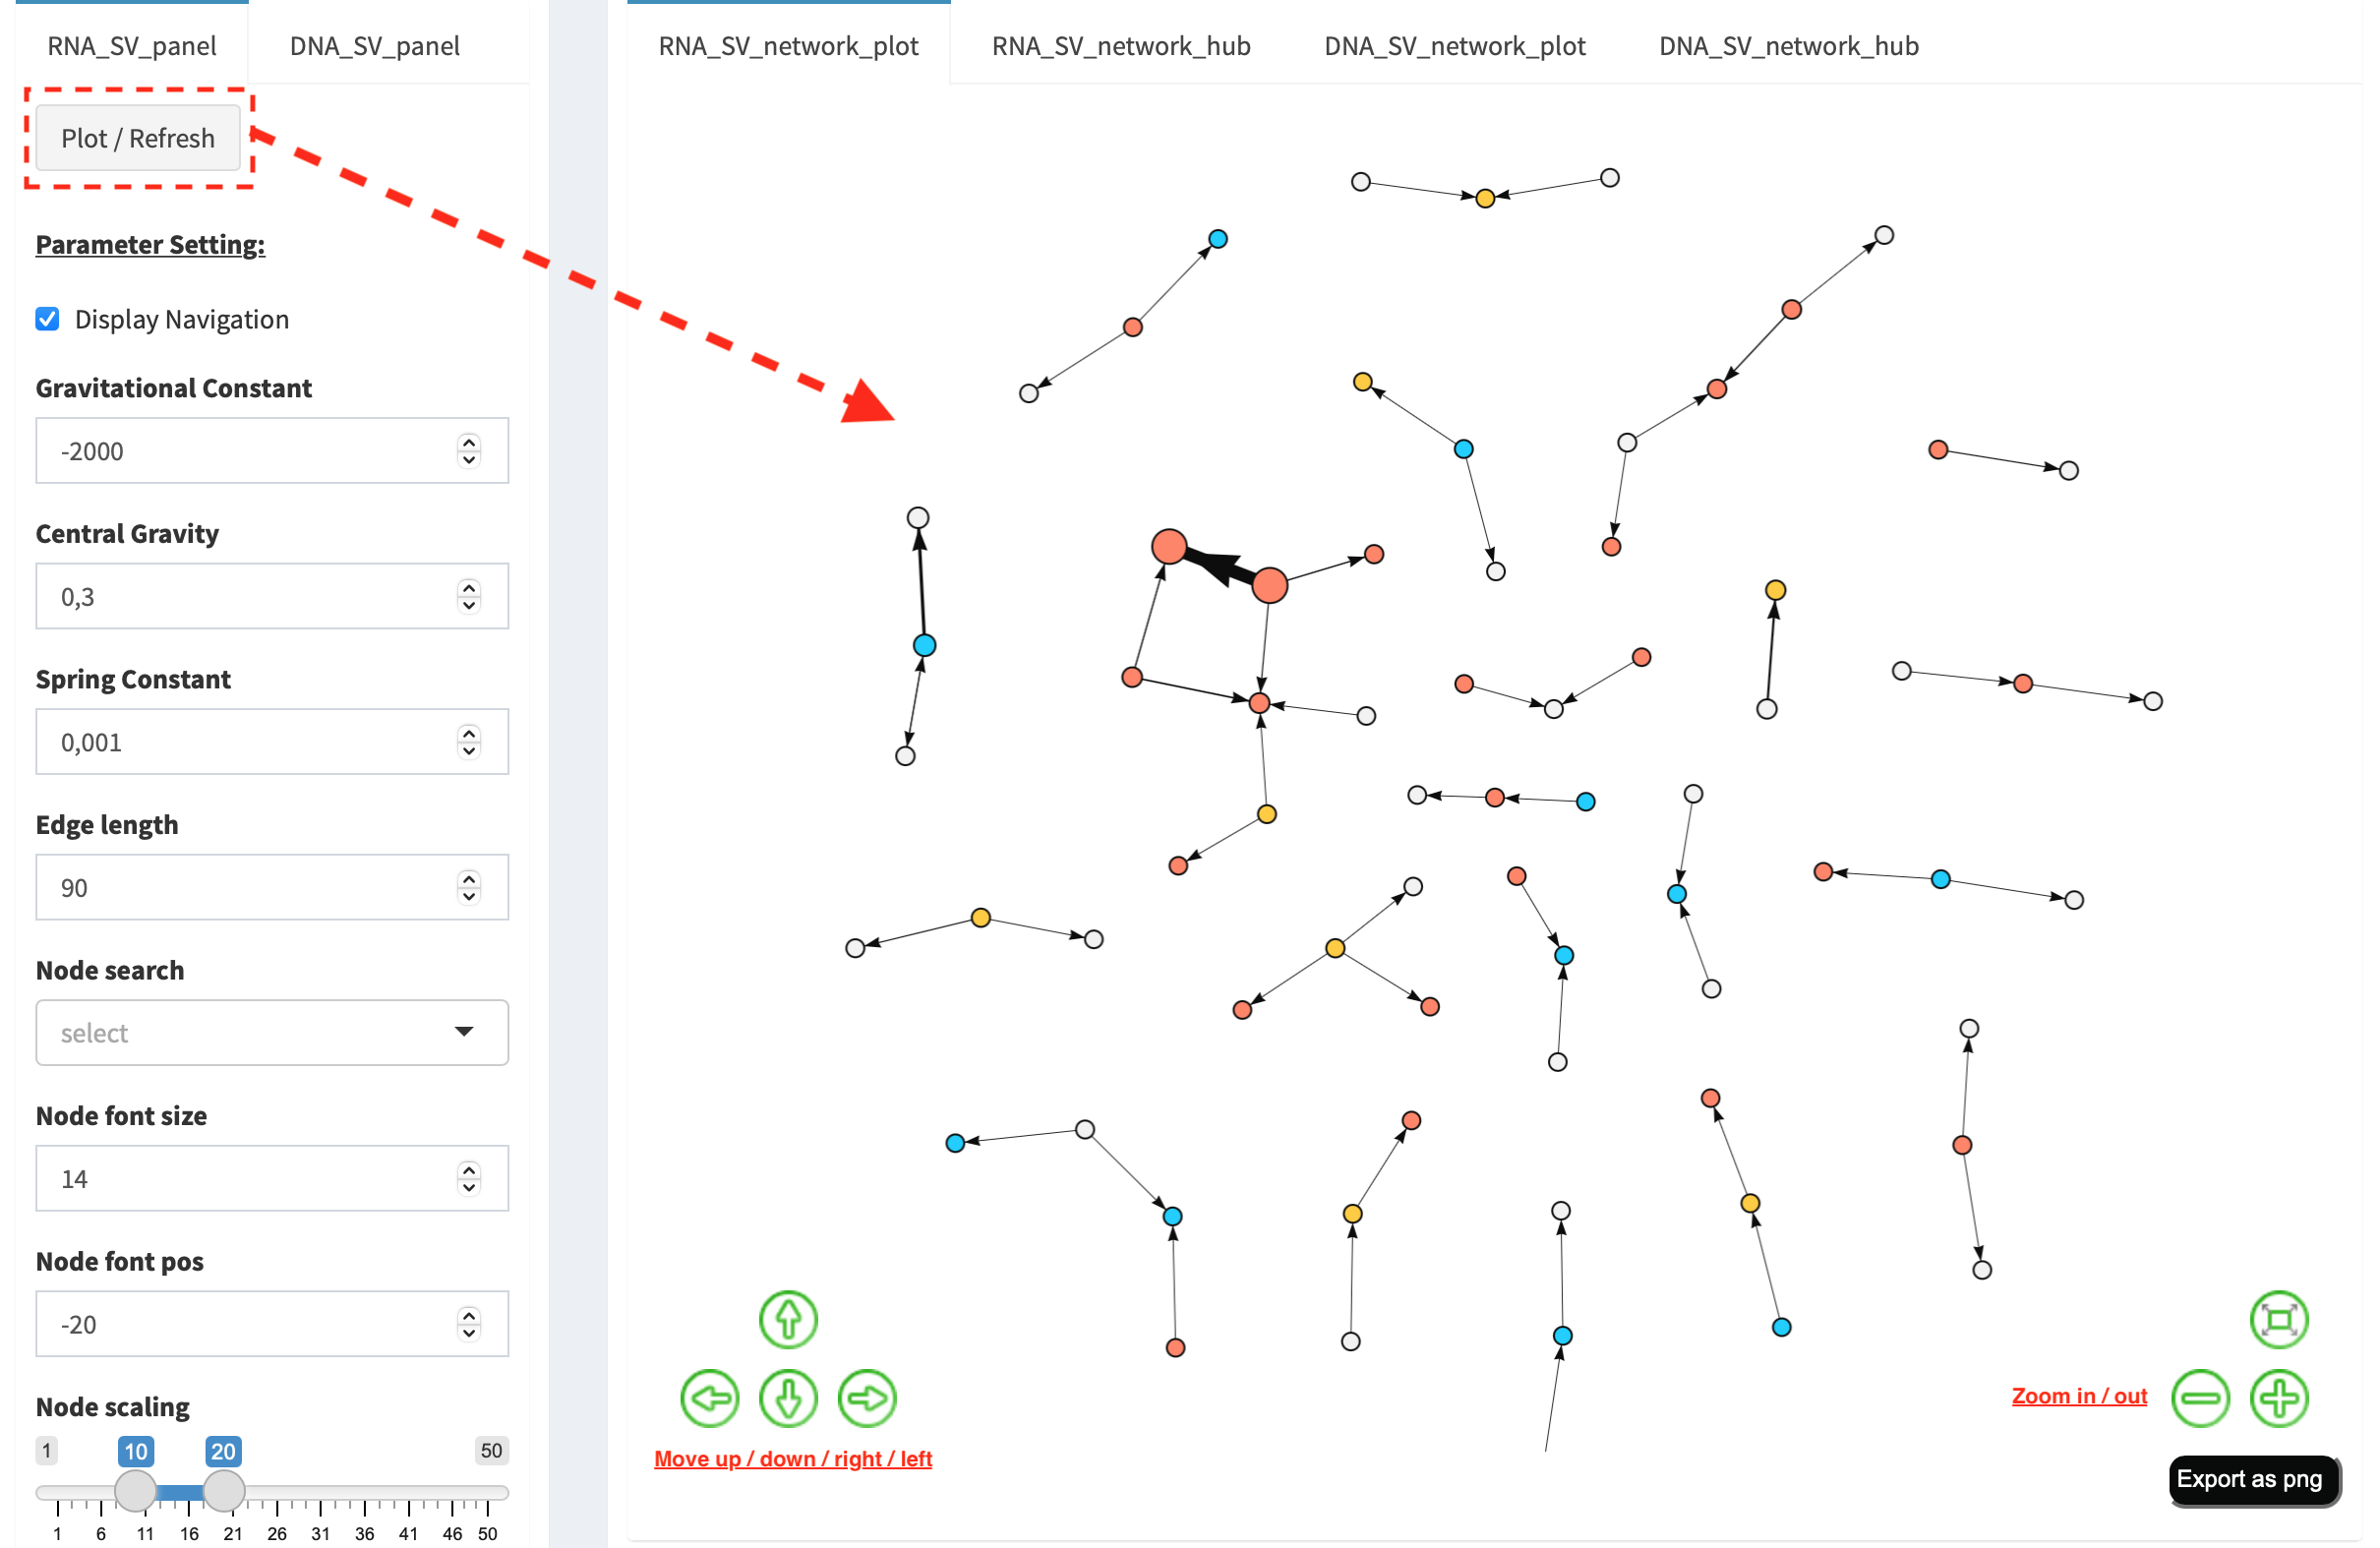 RNA_SV_panel
DNA_SV_panel
Plot / Refresh
Parameter Setting:
Display Navigation
Gravitational Constant
-2000
Central Gravity
0,3
Spring Constant
0,001
Edge length
90
Node search
select
Node font size
14
Node font pos
-20
Node scaling
1
10
20
50
1 6 11 16 21 26 31 36 41 46 50
RNA_SV_network_plot
RNA_SV_network_hub
DNA_SV_network_plot
DNA_SV_network_hub
Move up / down / right / left
Zoom in / out
Export as png